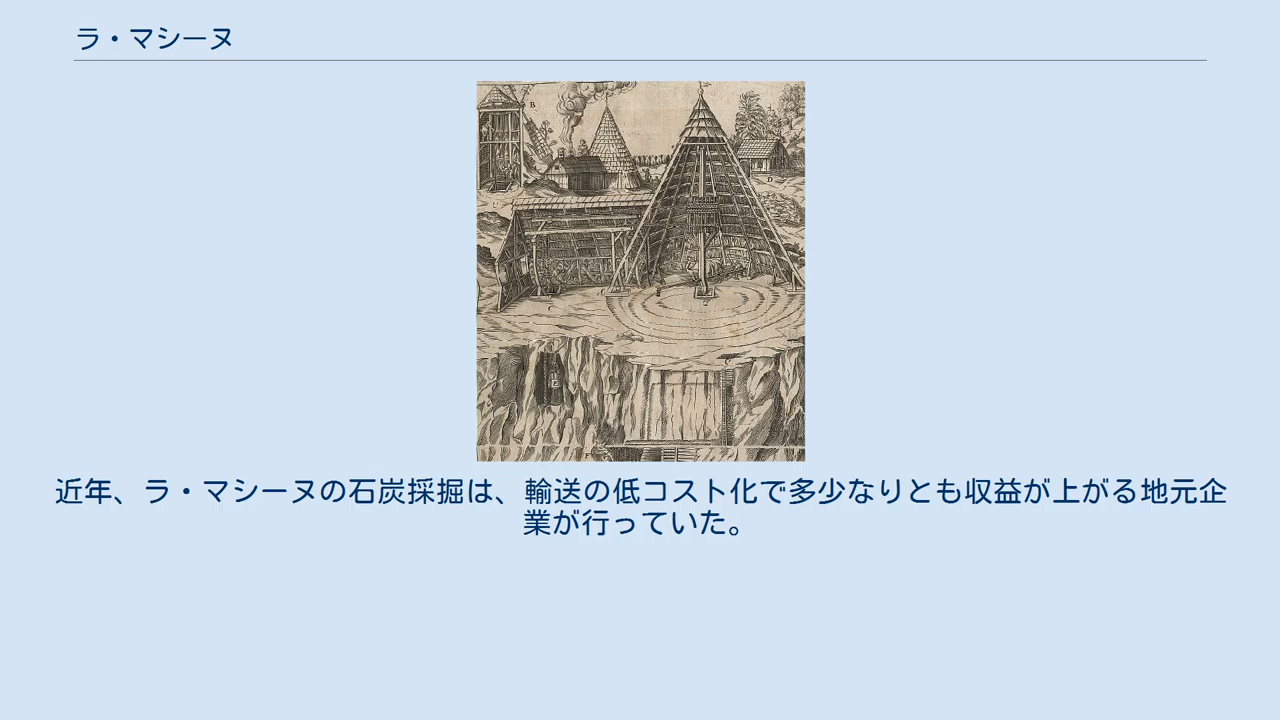 ラ・マシーヌ
B
D
近年、ラ・マシーヌの石炭採掘は、輸送の低コスト化で多少なりとも収益が上がる地元企
業が行っていた。